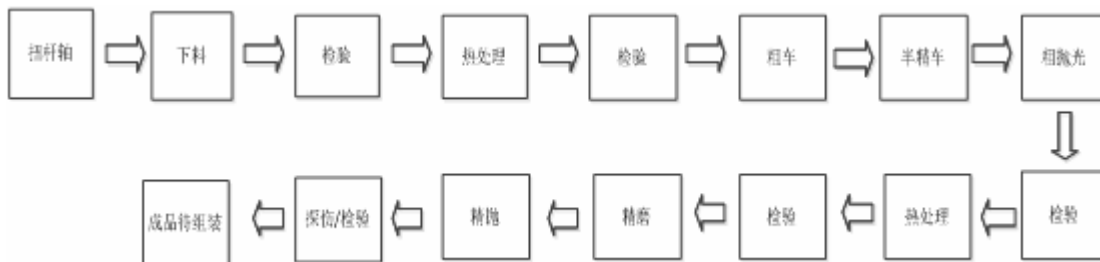 扭杆轴
下料
检验
热处理
检验
粗车
半精车
粗抛光
检验
热处理
检验
精磨
精抛
探伤/检验
成品待组装